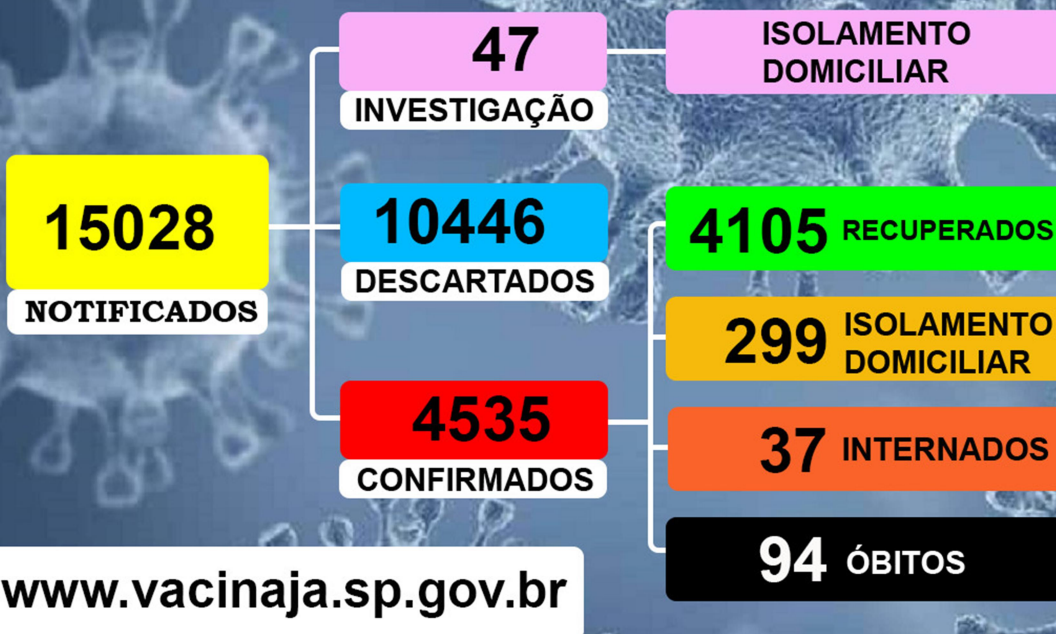 15028
NOTIFICADOS
47
INVESTIGAÇÃO
ISOLAMENTO
DOMICILIAR
10446
DESCARTADOS
4535
CONFIRMADOS
4105 RECUPERADOS
299 ISOLAMENTO
DOMICILIAR
37 INTERNADOS
94 ÓBITOS
www.vacinaja.sp.gov.br